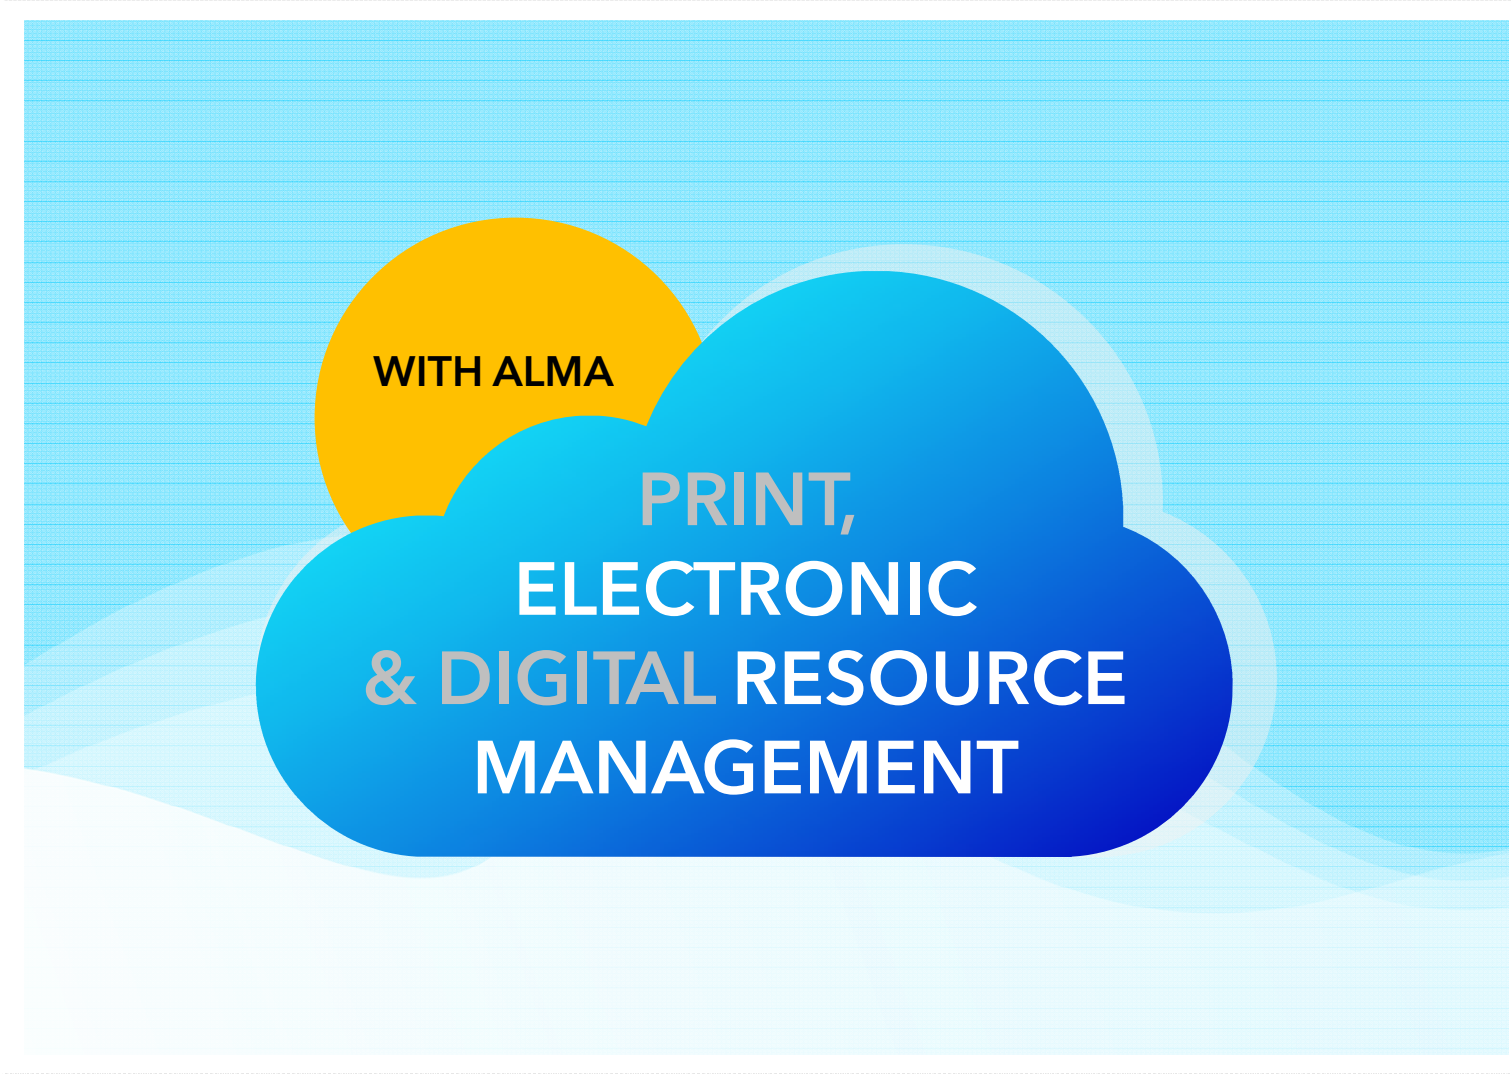 WITH ALMA
PRINT,
ELECTRONIC
& DIGITAL RESOURCE
MANAGEMENT